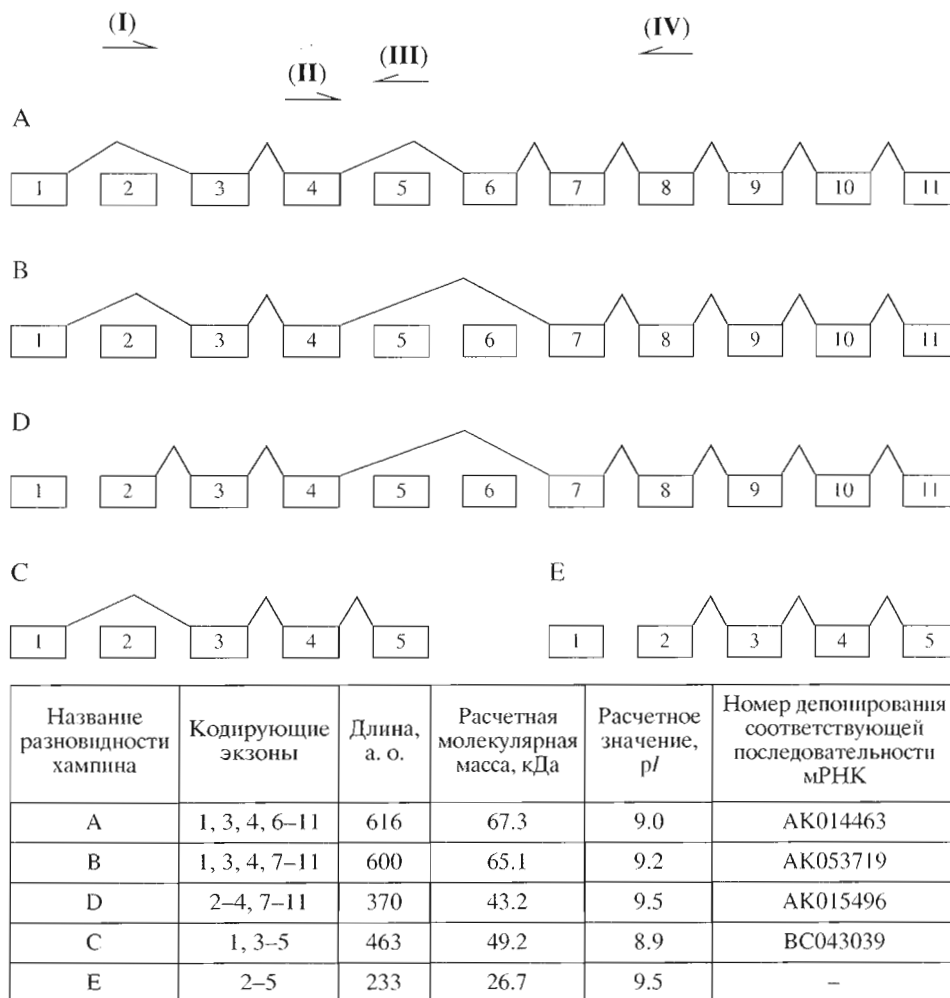 (I)
(IV)
(III)
(II)
A
1 2 3 4 5 6 7 8 9 10 11
B
1 2 3 4 5 6 7 8 9 10 11
D
1 2 3 4 5 6 7 8 9 10 11
C
1 2 3 4 5
E
1 2 3 4 5
Название разновидности хампина | Кодирующие экзоны | Длина, а. о. | Расчетная молекулярная масса, кДа | Расчетное значение, pI | Номер депонирования соответствующей последовательности мРНК
A | 1, 3, 4, 6–11 | 616 | 67.3 | 9.0 | AK014463
B | 1, 3, 4, 7–11 | 600 | 65.1 | 9.2 | AK053719
D | 2–4, 7–11 | 370 | 43.2 | 9.5 | AK015496
C | 1, 3–5 | 463 | 49.2 | 8.9 | BC043039
E | 2–5 | 233 | 26.7 | 9.5 | –